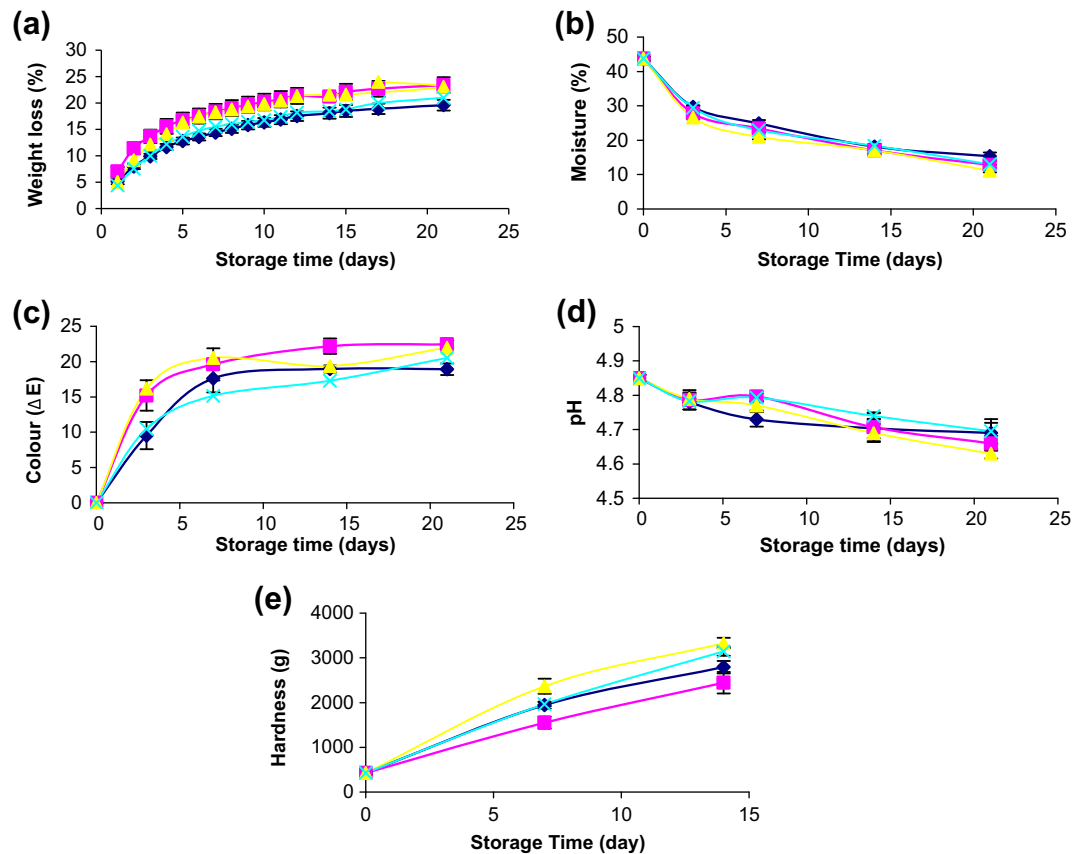 (a)
30
25
20
15
10
5
0
0 5 10 15 20 25
Weight loss (%)
Storage time (days)
(b)
50
40
30
20
10
0
0 5 10 15 20 25
Moisture (%)
Storage Time (days)
(c)
25
20
15
10
5
0
0 5 10 15 20 25
Colour (Δ E)
Storage time (days)
(d)
5
4.9
4.8
4.7
4.6
4.5
0 5 10 15 20 25
pH
Storage time (days)
(e)
4000
3000
2000
1000
0
0 5 10 15
Hardness (g)
Storage Time (day)